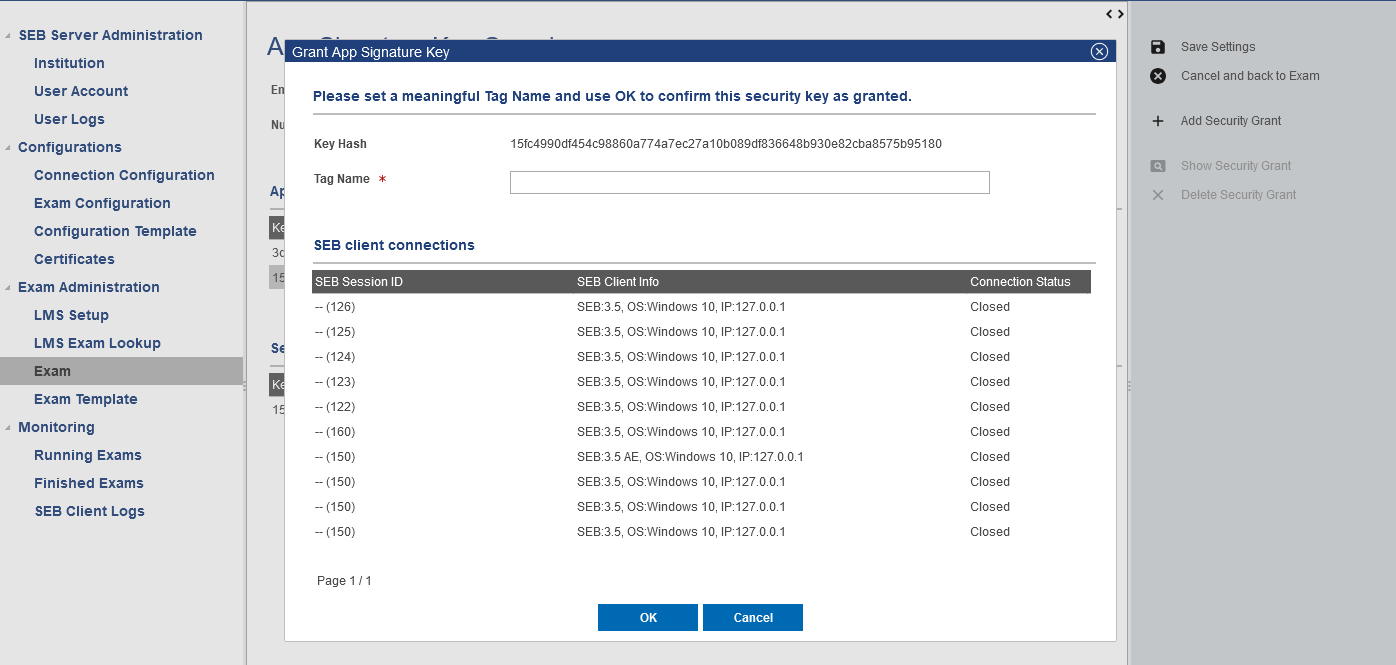 SEB Server Administration
Institution
User Account
User Logs
Configurations
Connection Configuration
Exam Configuration
Configuration Template
Certificates
Exam Administration
LMS Setup
LMS Exam Lookup
Exam
Exam Template
Monitoring
Running Exams
Finished Exams
SEB Client Logs
Grant App Signature Key
Please set a meaningful Tag Name and use OK to confirm this security key as granted.
Key Hash 15fc4990df454c98860a774a7ec27a10b089df836648b930e82cba8575b95180
Tag Name *
SEB client connections
SEB Session ID SEB Client Info Connection Status
-- (126) SEB:3.5, OS:Windows 10, IP:127.0.0.1 Closed
-- (125) SEB:3.5, OS:Windows 10, IP:127.0.0.1 Closed
-- (124) SEB:3.5, OS:Windows 10, IP:127.0.0.1 Closed
-- (123) SEB:3.5, OS:Windows 10, IP:127.0.0.1 Closed
-- (122) SEB:3.5, OS:Windows 10, IP:127.0.0.1 Closed
-- (160) SEB:3.5, OS:Windows 10, IP:127.0.0.1 Closed
-- (150) SEB:3.5 AE, OS:Windows 10, IP:127.0.0.1 Closed
-- (150) SEB:3.5, OS:Windows 10, IP:127.0.0.1 Closed
-- (150) SEB:3.5, OS:Windows 10, IP:127.0.0.1 Closed
-- (150) SEB:3.5, OS:Windows 10, IP:127.0.0.1 Closed
Page 1 / 1
OK Cancel
Save Settings
Cancel and back to Exam
Add Security Grant
Show Security Grant
Delete Security Grant